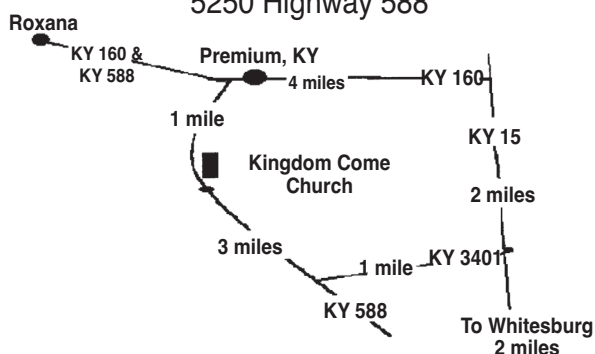 5250 Highway 588
Roxana
KY 160 &
KY 588
Premium, KY
4 miles
KY 160
1 mile
KY 15
Kingdom Come
Church
2 miles
3 miles
1 mile
KY 3401
KY 588
To Whitesburg
2 miles